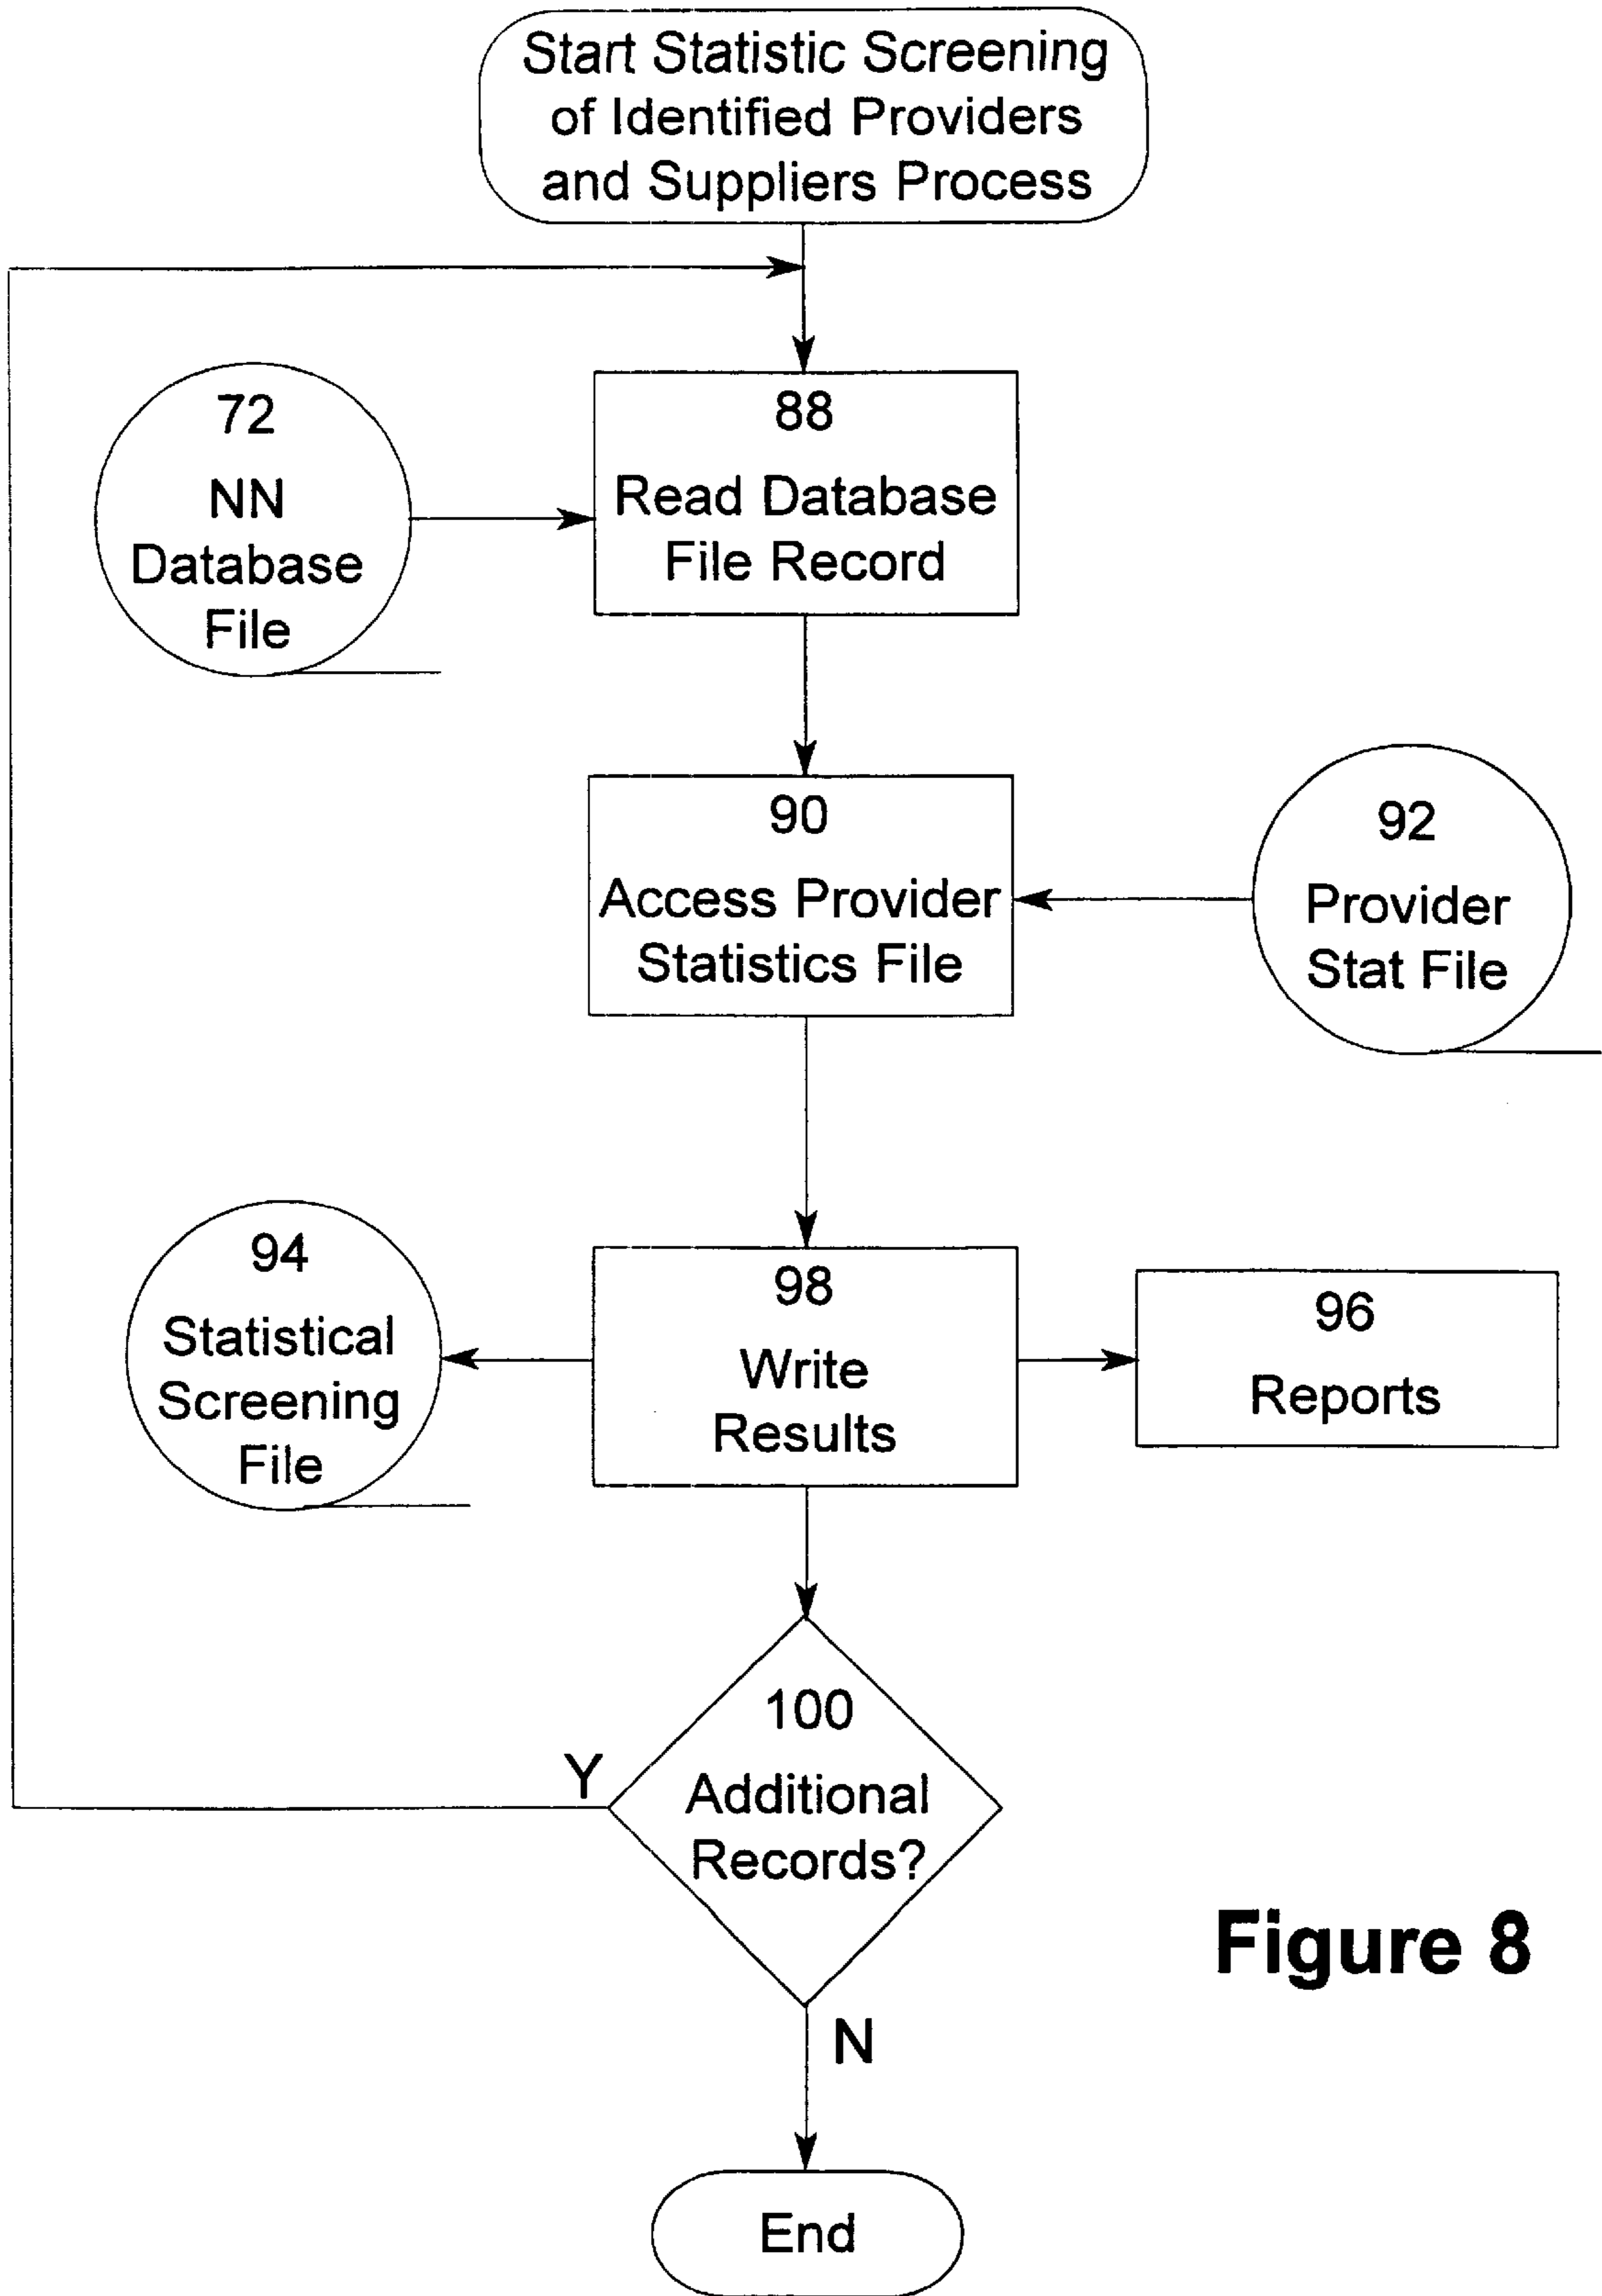 Start Statistic Screening
of Identified Providers
and Suppliers Process
72
NN
Database
File
88
Read Database
File Record
90
Access Provider
Statistics File
92
Provider
Stat File
94
Statistical
Screening
File
98
Write
Results
96
Reports
100
Additional
Records?
Y
N
End
Figure 8